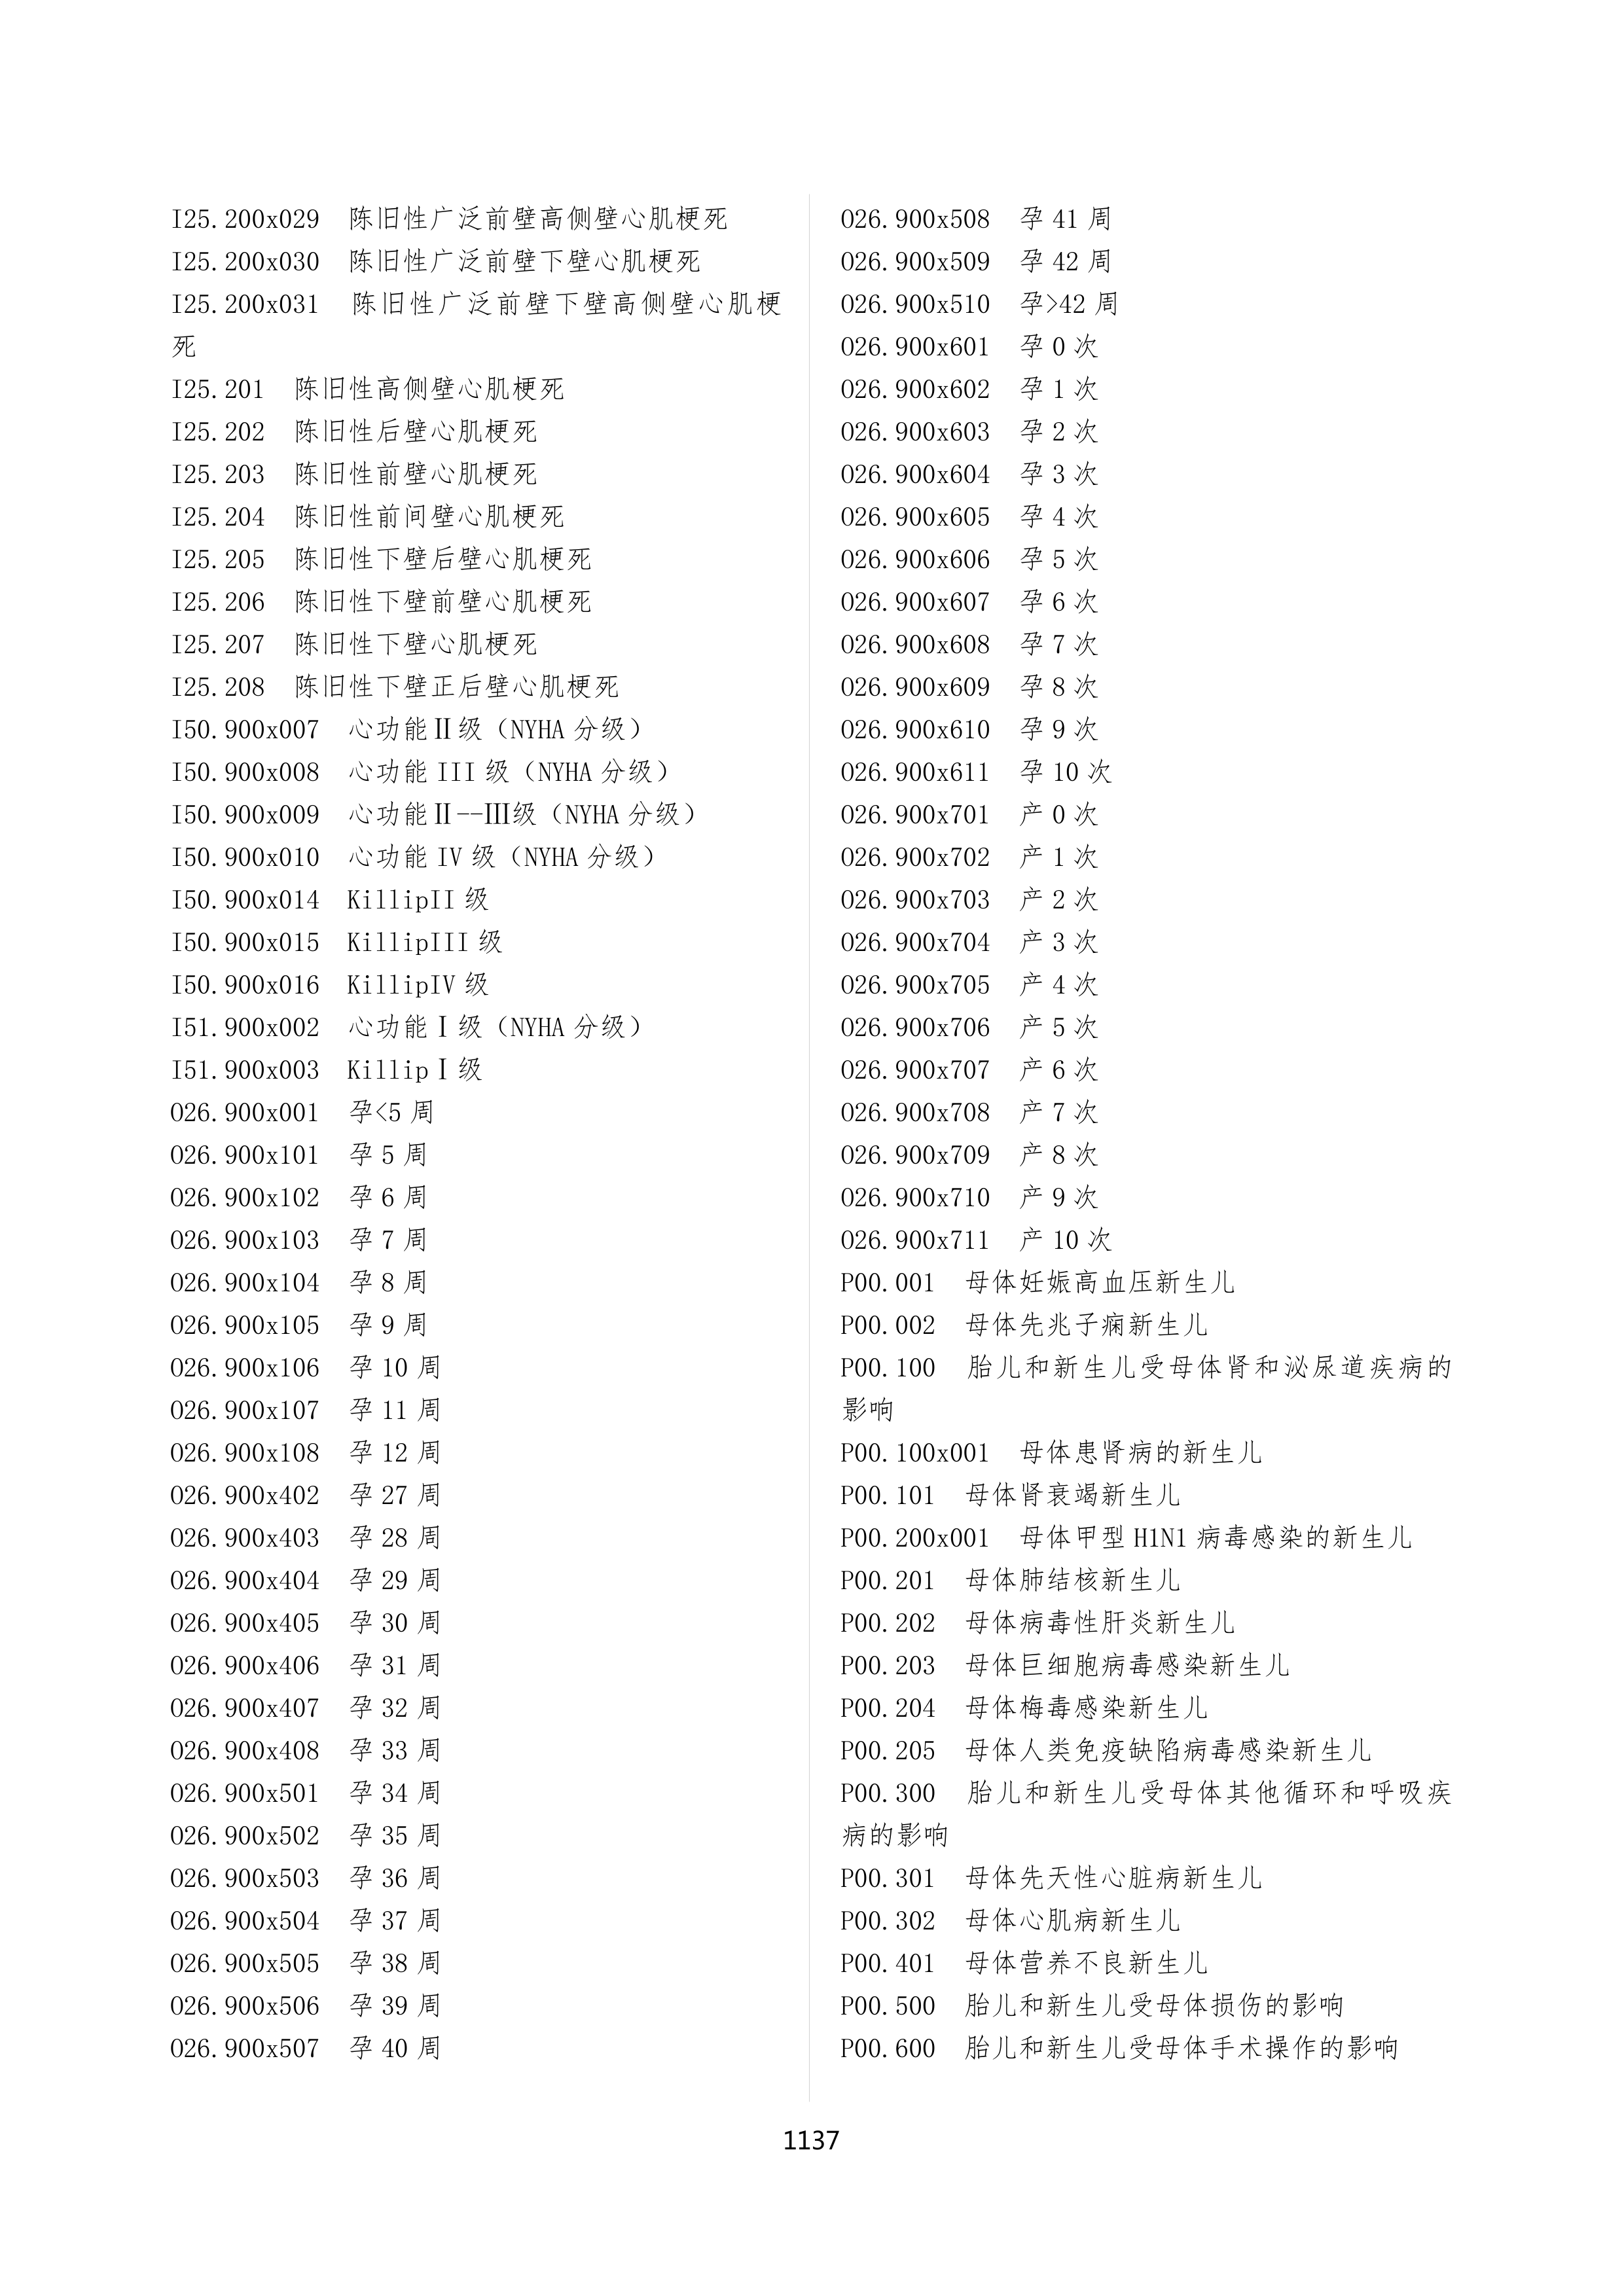 I25.200x029 陈旧性广泛前壁高侧壁心肌梗死
I25.200x030 陈旧性广泛前壁下壁心肌梗死
I25.200x031 陈旧性广泛前壁下壁高侧壁心肌梗
死
I25.201 陈旧性高侧壁心肌梗死
I25.202 陈旧性后壁心肌梗死
I25.203 陈旧性前壁心肌梗死
I25.204 陈旧性前间壁心肌梗死
I25.205 陈旧性下壁后壁心肌梗死
I25.206 陈旧性下壁前壁心肌梗死
I25.207 陈旧性下壁心肌梗死
I25.208 陈旧性下壁正后壁心肌梗死
I50.900x007 心功能Ⅱ级（NYHA 分级）
I50.900x008 心功能 III 级（NYHA 分级）
I50.900x009 心功能Ⅱ--Ⅲ级（NYHA 分级）
I50.900x010 心功能 IV 级（NYHA 分级）
I50.900x014 KillipII 级
I50.900x015 KillipIII 级
I50.900x016 KillipIV 级
I51.900x002 心功能Ⅰ级（NYHA 分级）
I51.900x003 KillipⅠ级
O26.900x001 孕<5 周
O26.900x101 孕 5 周
O26.900x102 孕 6 周
O26.900x103 孕 7 周
O26.900x104 孕 8 周
O26.900x105 孕 9 周
O26.900x106 孕 10 周
O26.900x107 孕 11 周
O26.900x108 孕 12 周
O26.900x402 孕 27 周
O26.900x403 孕 28 周
O26.900x404 孕 29 周
O26.900x405 孕 30 周
O26.900x406 孕 31 周
O26.900x407 孕 32 周
O26.900x408 孕 33 周
O26.900x501 孕 34 周
O26.900x502 孕 35 周
O26.900x503 孕 36 周
O26.900x504 孕 37 周
O26.900x505 孕 38 周
O26.900x506 孕 39 周
O26.900x507 孕 40 周
O26.900x508 孕 41 周
O26.900x509 孕 42 周
O26.900x510 孕>42 周
O26.900x601 孕 0 次
O26.900x602 孕 1 次
O26.900x603 孕 2 次
O26.900x604 孕 3 次
O26.900x605 孕 4 次
O26.900x606 孕 5 次
O26.900x607 孕 6 次
O26.900x608 孕 7 次
O26.900x609 孕 8 次
O26.900x610 孕 9 次
O26.900x611 孕 10 次
O26.900x701 产 0 次
O26.900x702 产 1 次
O26.900x703 产 2 次
O26.900x704 产 3 次
O26.900x705 产 4 次
O26.900x706 产 5 次
O26.900x707 产 6 次
O26.900x708 产 7 次
O26.900x709 产 8 次
O26.900x710 产 9 次
O26.900x711 产 10 次
P00.001 母体妊娠高血压新生儿
P00.002 母体先兆子痫新生儿
P00.100 胎儿和新生儿受母体肾和泌尿道疾病的
影响
P00.100x001 母体患肾病的新生儿
P00.101 母体肾衰竭新生儿
P00.200x001 母体甲型 H1N1 病毒感染的新生儿
P00.201 母体肺结核新生儿
P00.202 母体病毒性肝炎新生儿
P00.203 母体巨细胞病毒感染新生儿
P00.204 母体梅毒感染新生儿
P00.205 母体人类免疫缺陷病毒感染新生儿
P00.300 胎儿和新生儿受母体其他循环和呼吸疾
病的影响
P00.301 母体先天性心脏病新生儿
P00.302 母体心肌病新生儿
P00.401 母体营养不良新生儿
P00.500 胎儿和新生儿受母体损伤的影响
P00.600 胎儿和新生儿受母体手术操作的影响
1137